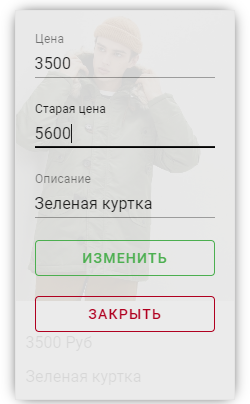 Цена
3500
Старая цена
5600
Описание
Зеленая куртка
ИЗМЕНИТЬ
ЗАКРЫТЬ
3500 Руб
Зеленая куртка